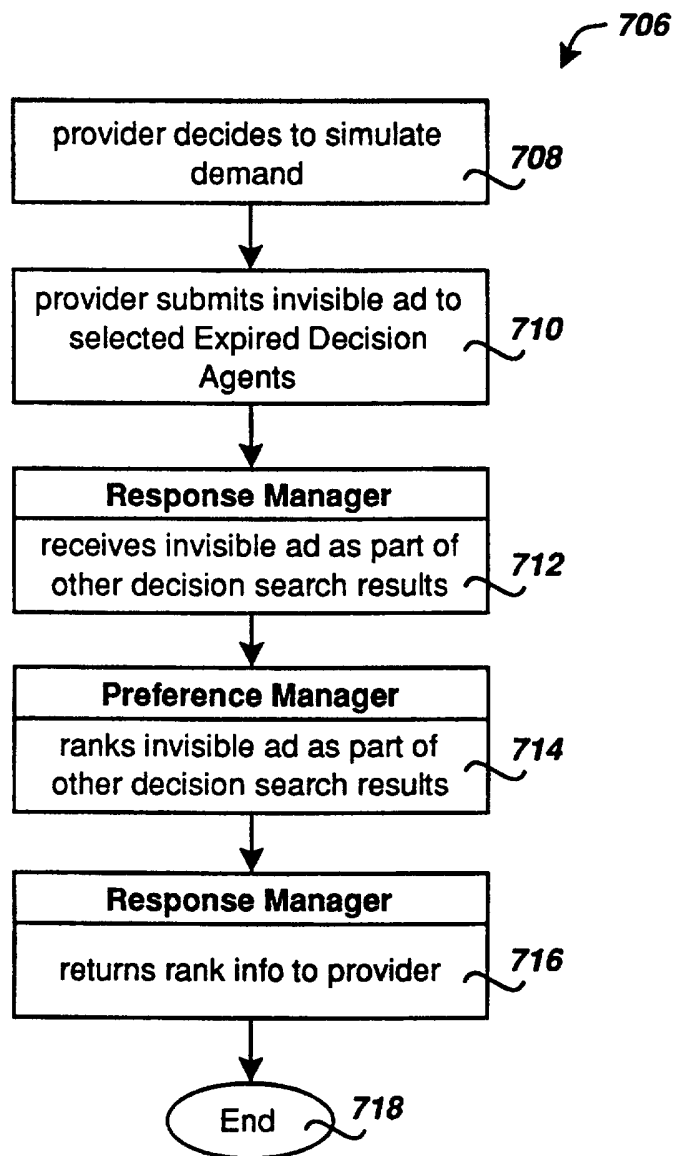 706
provider decides to simulate
demand
708
provider submits invisible ad to
selected Expired Decision
Agents
710
Response Manager
receives invisible ad as part of
other decision search results
712
Preference Manager
ranks invisible ad as part of
other decision search results
714
Response Manager
returns rank info to provider
716
End
718